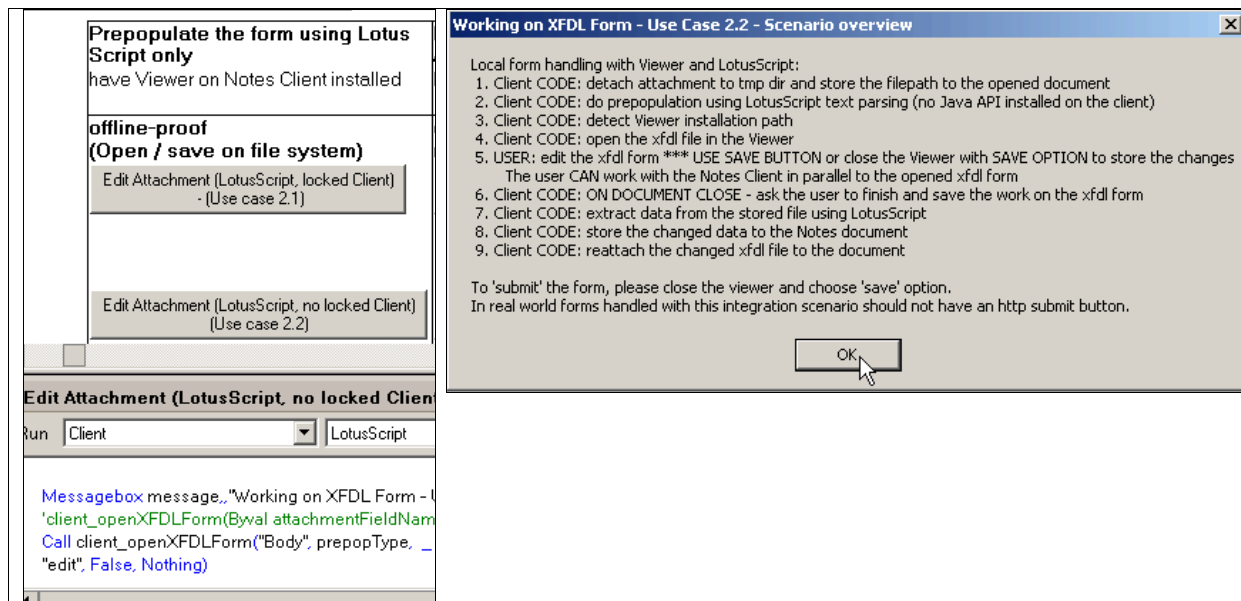 Prepopulate the form using Lotus
Script only
have Viewer on Notes Client installed
offline-proof
(Open / save on file system)
Edit Attachment (LotusScript, locked Client)
- (Use case 2.1)
Edit Attachment (LotusScript, no locked Client)
(Use case 2.2)
Edit Attachment (LotusScript, no locked Clien
Run Client LotusScript
Messagebox message,,"Working on XFDL Form - U
'client_openXFDLForm(Byval attachmentFieldNam
Call client_openXFDLForm("Body", prepopType, _
"edit", False, Nothing)
Working on XFDL Form - Use Case 2.2 - Scenario overview
Local form handling with Viewer and LotusScript:
1. Client CODE: detach attachment to tmp dir and store the filepath to the opened document
2. Client CODE: do prepopulation using LotusScript text parsing (no Java API installed on the client)
3. Client CODE: detect Viewer installation path
4. Client CODE: open the xfdl file in the Viewer
5. USER: edit the xfdl form *** USE SAVE BUTTON or close the Viewer with SAVE OPTION to store the changes
The user CAN work with the Notes Client in parallel to the opened xfdl form
6. Client CODE: ON DOCUMENT CLOSE - ask the user to finish and save the work on the xfdl form
7. Client CODE: extract data from the stored file using LotusScript
8. Client CODE: store the changed data to the Notes document
9. Client CODE: reattach the changed xfdl file to the document
To 'submit' the form, please close the viewer and choose 'save' option.
In real world forms handled with this integration scenario should not have an http submit button.
OK